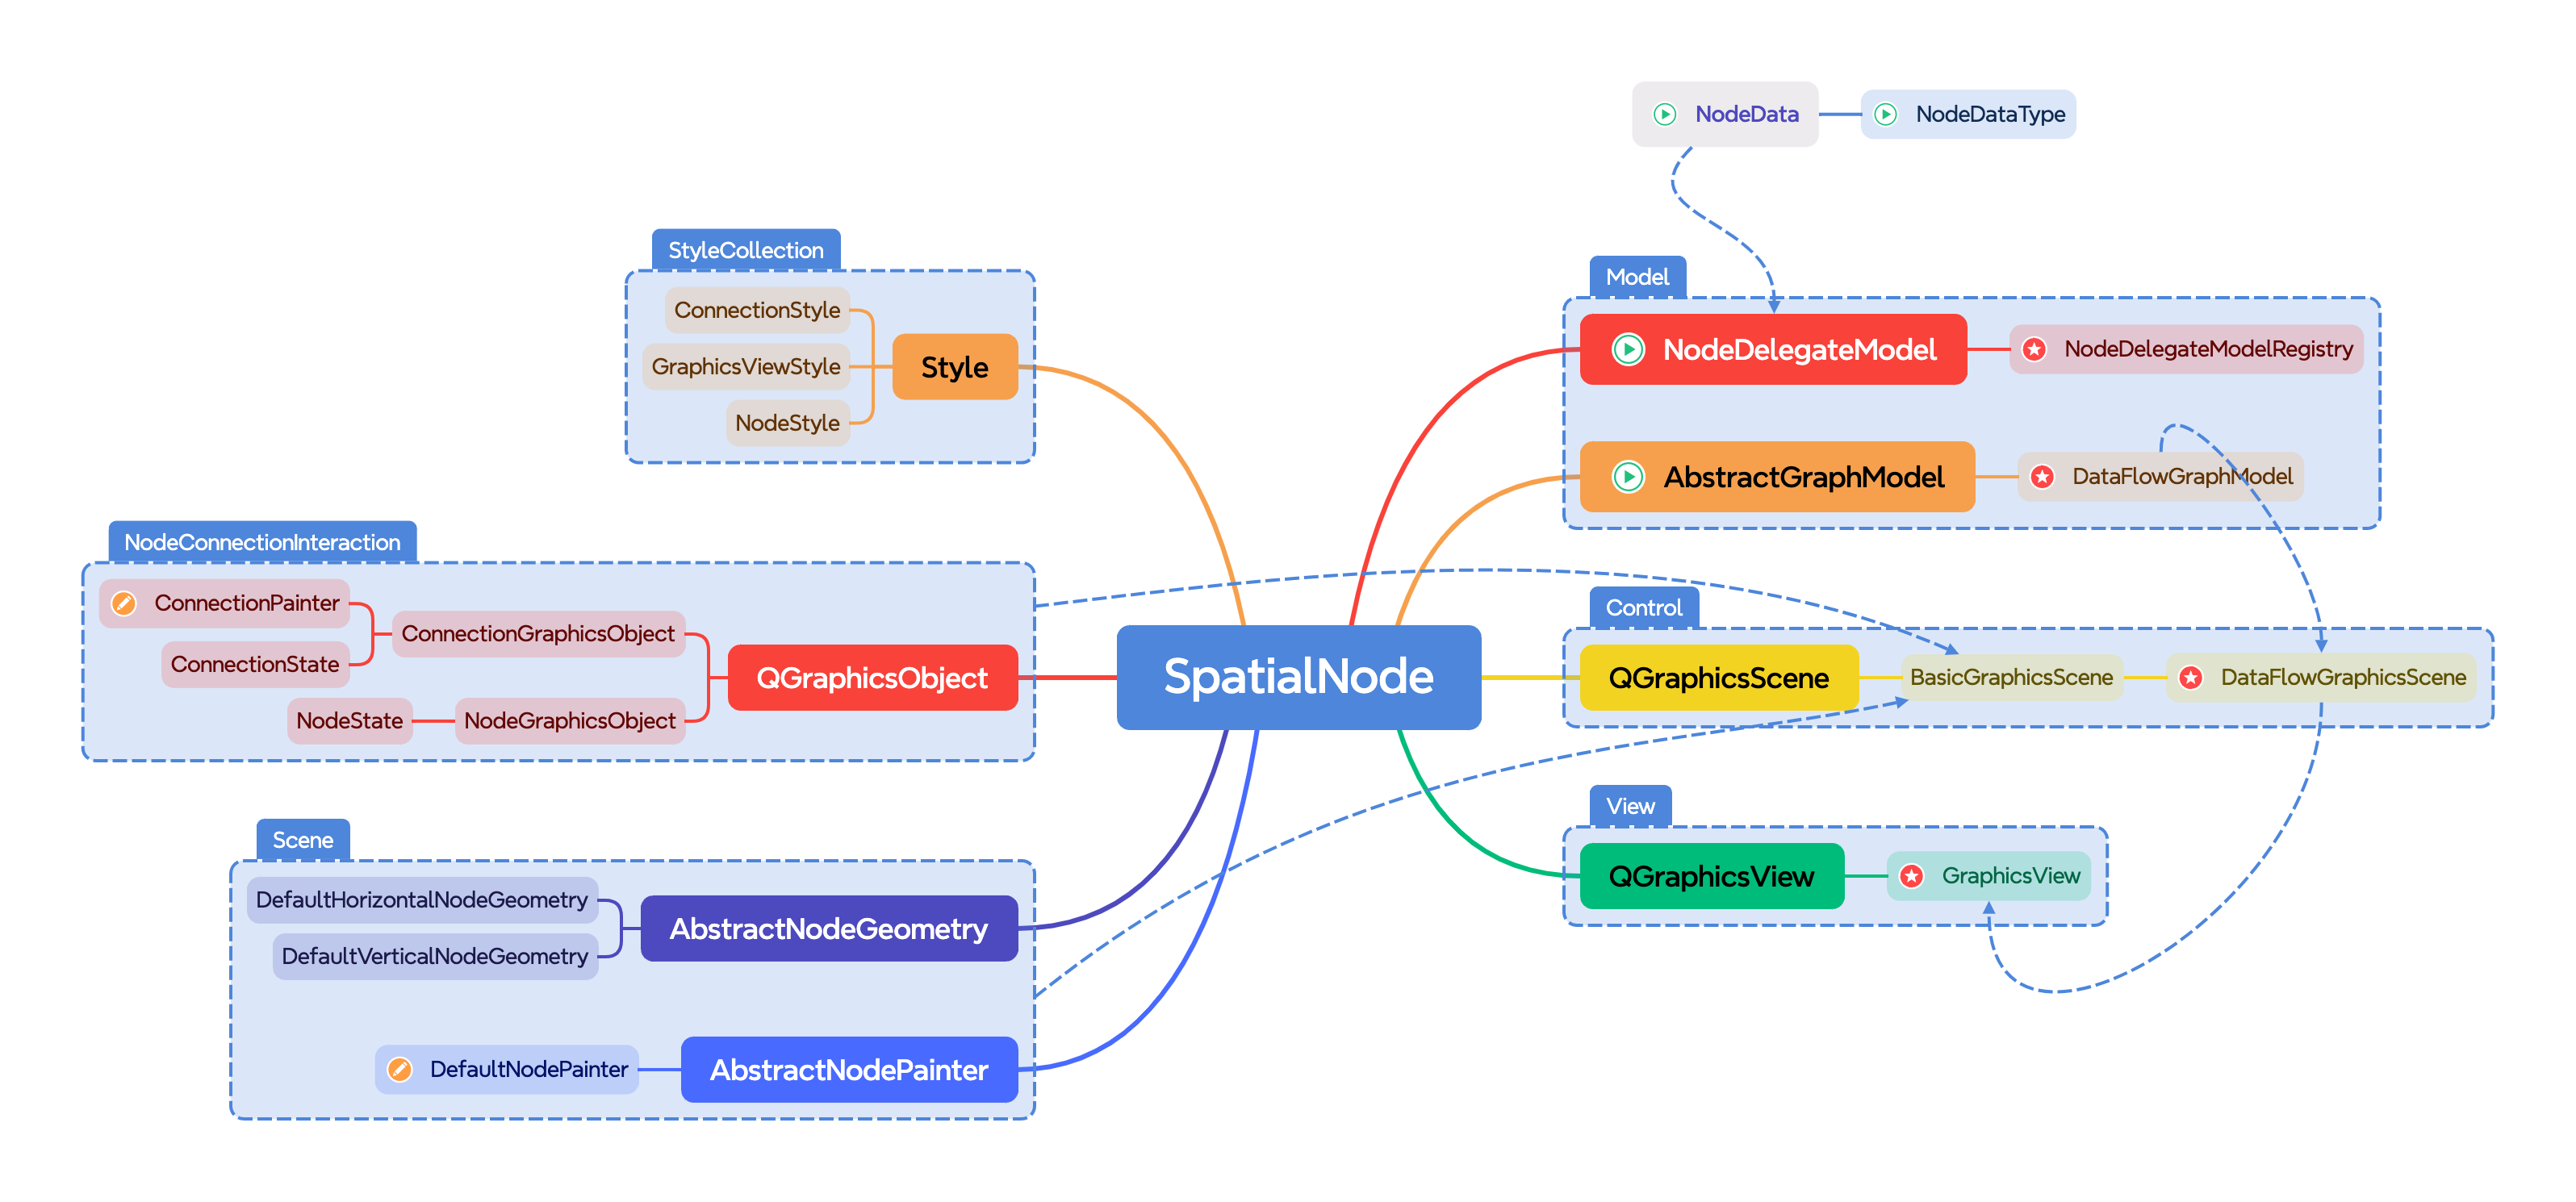 NodeData
NodeDataType
StyleCollection
ConnectionStyle
GraphicsViewStyle
NodeStyle
Style
Model
NodeDelegateModel
NodeDelegateModelRegistry
AbstractGraphModel
DataFlowGraphModel
NodeConnectionInteraction
ConnectionPainter
ConnectionState
ConnectionGraphicsObject
NodeState
NodeGraphicsObject
QGraphicsObject
SpatialNode
Control
QGraphicsScene
BasicGraphicsScene
DataFlowGraphicsScene
Scene
DefaultHorizontalNodeGeometry
DefaultVerticalNodeGeometry
AbstractNodeGeometry
DefaultNodePainter
AbstractNodePainter
View
QGraphicsView
GraphicsView